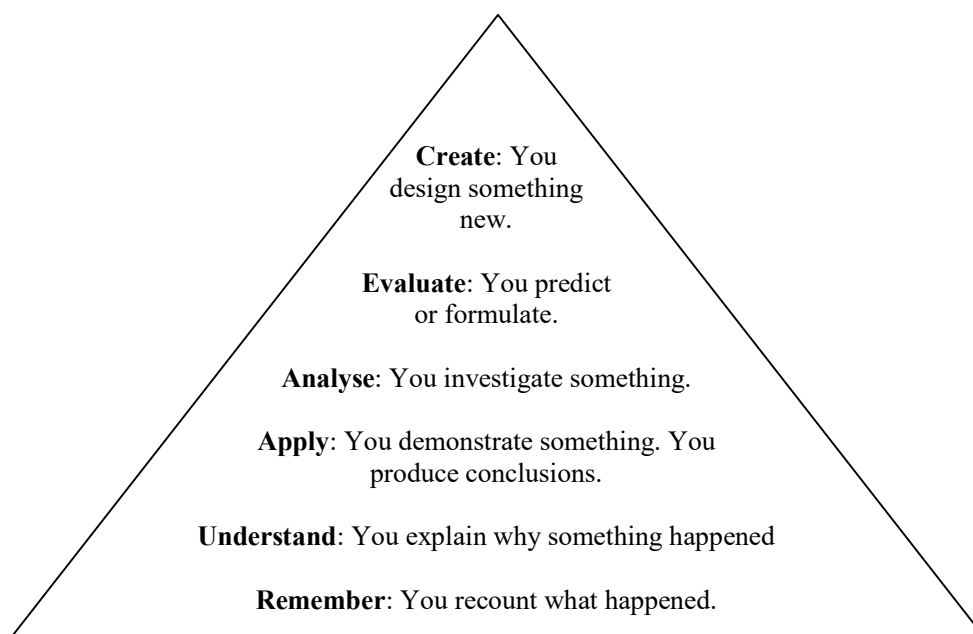 Create: You
design something
new.
Evaluate: You predict
or formulate.
Analyse: You investigate something.
Apply: You demonstrate something. You
produce conclusions.
Understand: You explain why something happened
Remember: You recount what happened.